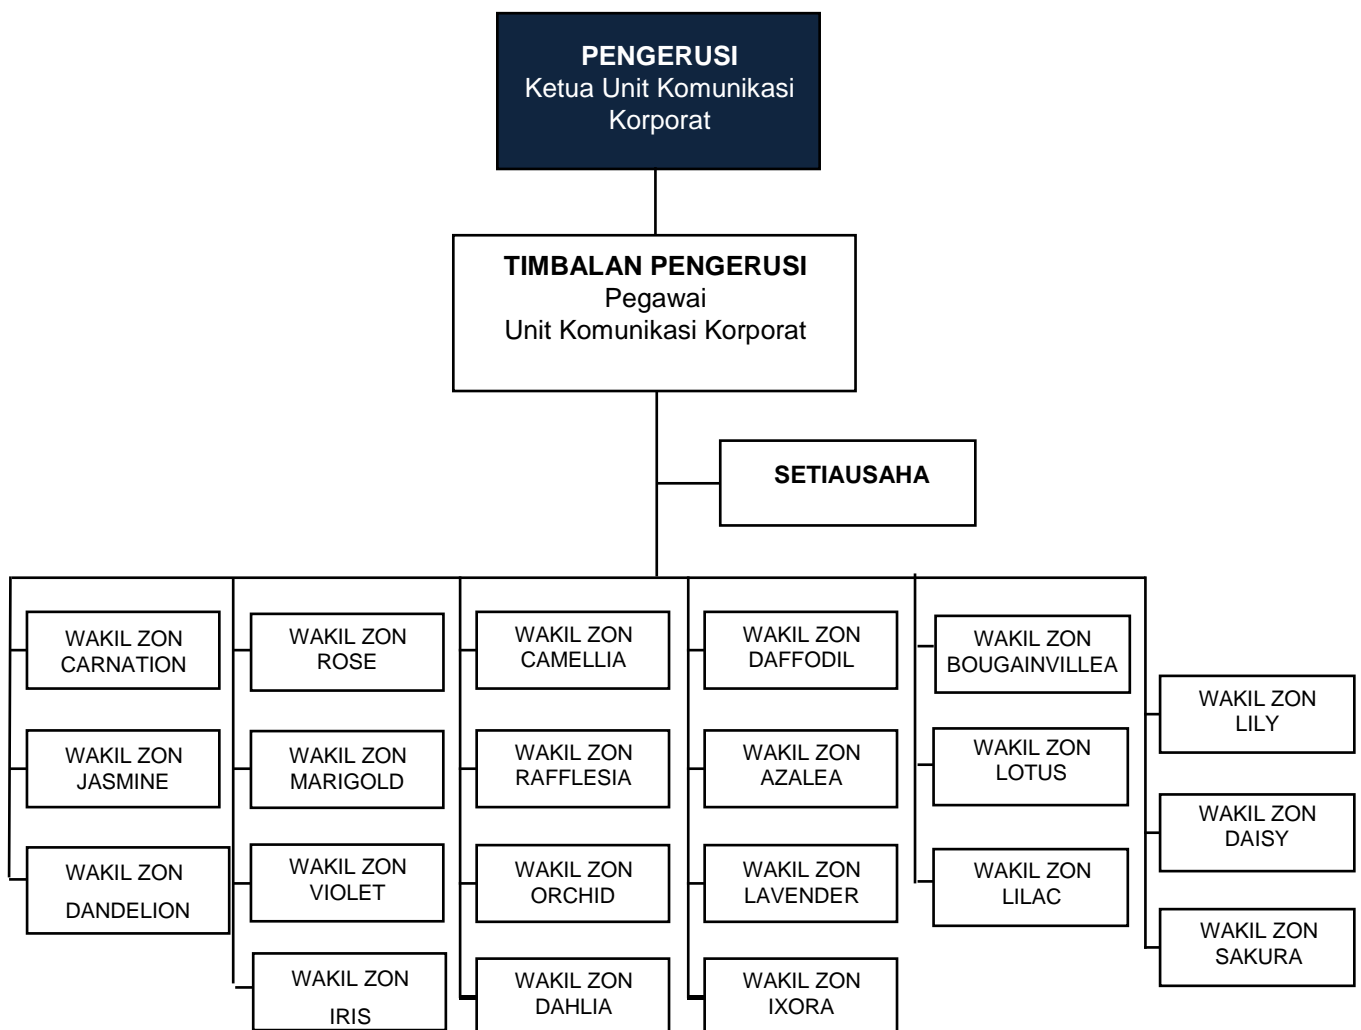 PENGERUSI
Ketua Unit Komunikasi
Korporat
TIMBALAN PENGERUSI
Pegawai
Unit Komunikasi Korporat
SETIAUSAHA
WAKIL ZON
CARNATION
WAKIL ZON
JASMINE
WAKIL ZON
DANDELION
WAKIL ZON
ROSE
WAKIL ZON
MARIGOLD
WAKIL ZON
VIOLET
WAKIL ZON
IRIS
WAKIL ZON
CAMELLIA
WAKIL ZON
RAFFLESIA
WAKIL ZON
ORCHID
WAKIL ZON
DAHLIA
WAKIL ZON
DAFFODIL
WAKIL ZON
AZALEA
WAKIL ZON
LAVENDER
WAKIL ZON
IXORA
WAKIL ZON
BOUGAINVILLEA
WAKIL ZON
LOTUS
WAKIL ZON
LILAC
WAKIL ZON
LILY
WAKIL ZON
DAISY
WAKIL ZON
SAKURA